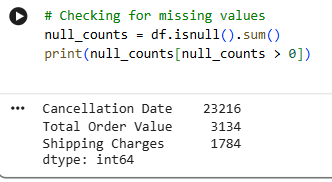 # Checking for missing values
null_counts = df.isnull().sum()
print(null_counts[null_counts > 0])
Cancellation Date 23216
Total Order Value 3134
Shipping Charges 1784
dtype: int64